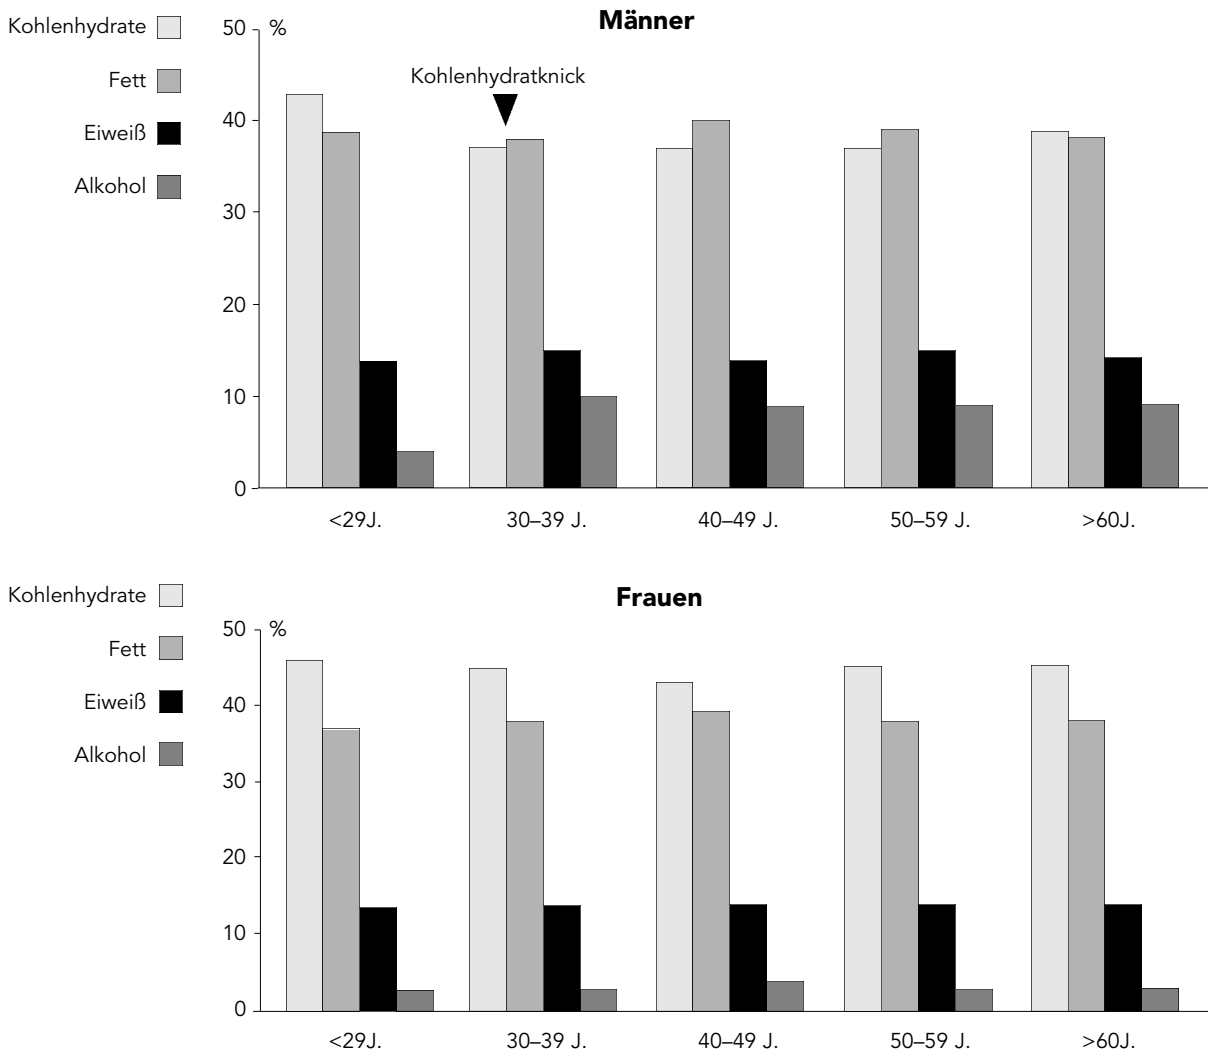 Männer
Kohlenhydrate
Fett
Eiweiß
Alkohol
50 %
Kohlenhydratknick
40
30
20
10
0
<29J.
30–39 J.
40–49 J.
50–59 J.
>60J.
Frauen
Kohlenhydrate
Fett
Eiweiß
Alkohol
50 %
40
30
20
10
0
<29J.
30–39 J.
40–49 J.
50–59 J.
>60J.